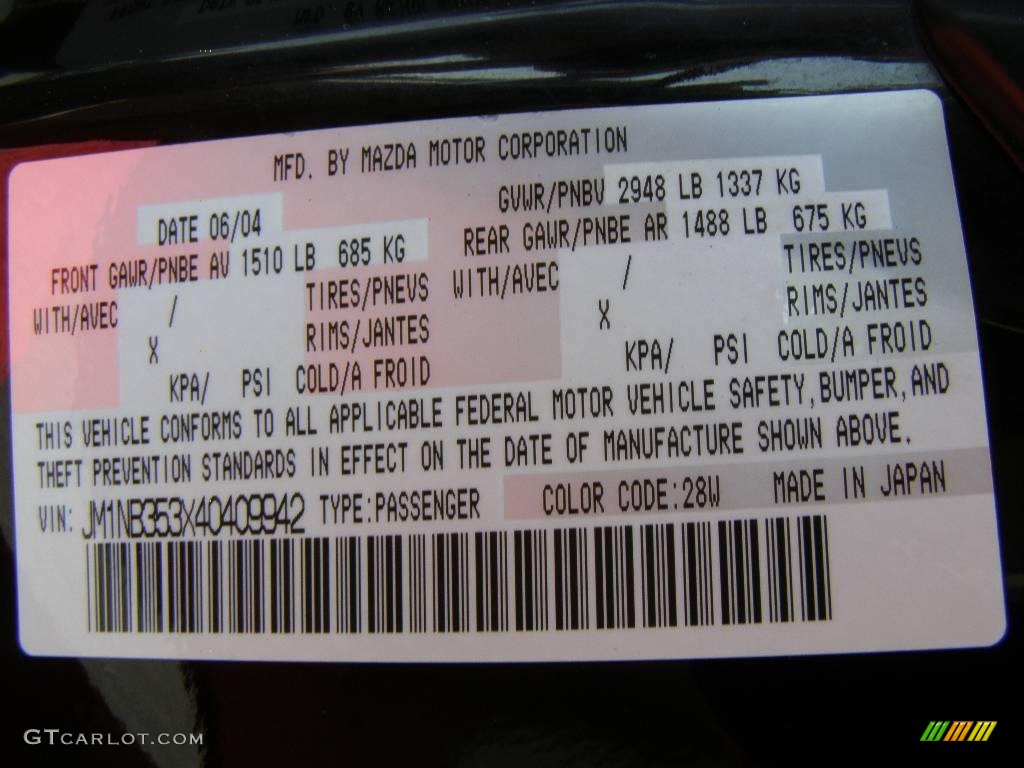 MFD. BY MAZDA MOTOR CORPORATION
DATE 06/04 GVWR/PNBV 2948 LB 1337 KG
FRONT GAWR/PNBE AV 1510 LB 685 KG REAR GAWR/PNBE AR 1488 LB 675 KG
WITH/AVEC / TIRES/PNEVS WITH/AVEC / TIRES/PNEVS
X RIMS/JANTES X RIMS/JANTES
KPA/ PSI COLD/A FROID KPA/ PSI COLD/A FROID
THIS VEHICLE CONFORMS TO ALL APPLICABLE FEDERAL MOTOR VEHICLE SAFETY, BUMPER, AND
THEFT PREVENTION STANDARDS IN EFFECT ON THE DATE OF MANUFACTURE SHOWN ABOVE.
VIN: JM1NB353X40409942 TYPE:PASSENGER COLOR CODE:28W MADE IN JAPAN
GTCARLOT.COM